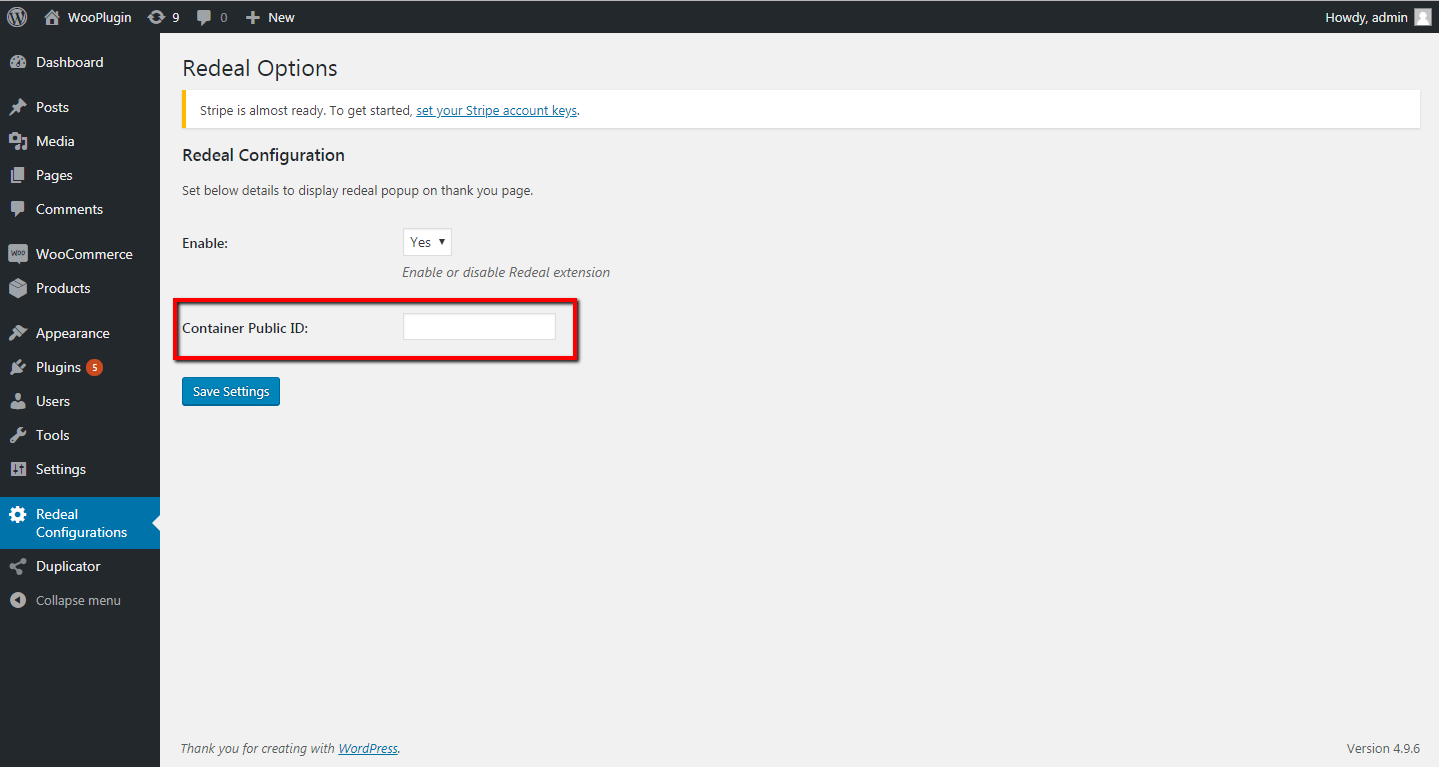 WooPlugin 9 0 New Howdy, admin
Dashboard
Posts
Media
Pages
Comments
WOO WooCommerce
Products
Appearance
Plugins 5
Users
Tools
Settings
Redeal
Configurations
Duplicator
Collapse menu
Redeal Options
Stripe is almost ready. To get started, set your Stripe account keys.
Redeal Configuration
Set below details to display redeal popup on thank you page.
Enable: Yes
Enable or disable Redeal extension
Container Public ID:
Save Settings
Thank you for creating with WordPress. Version 4.9.6